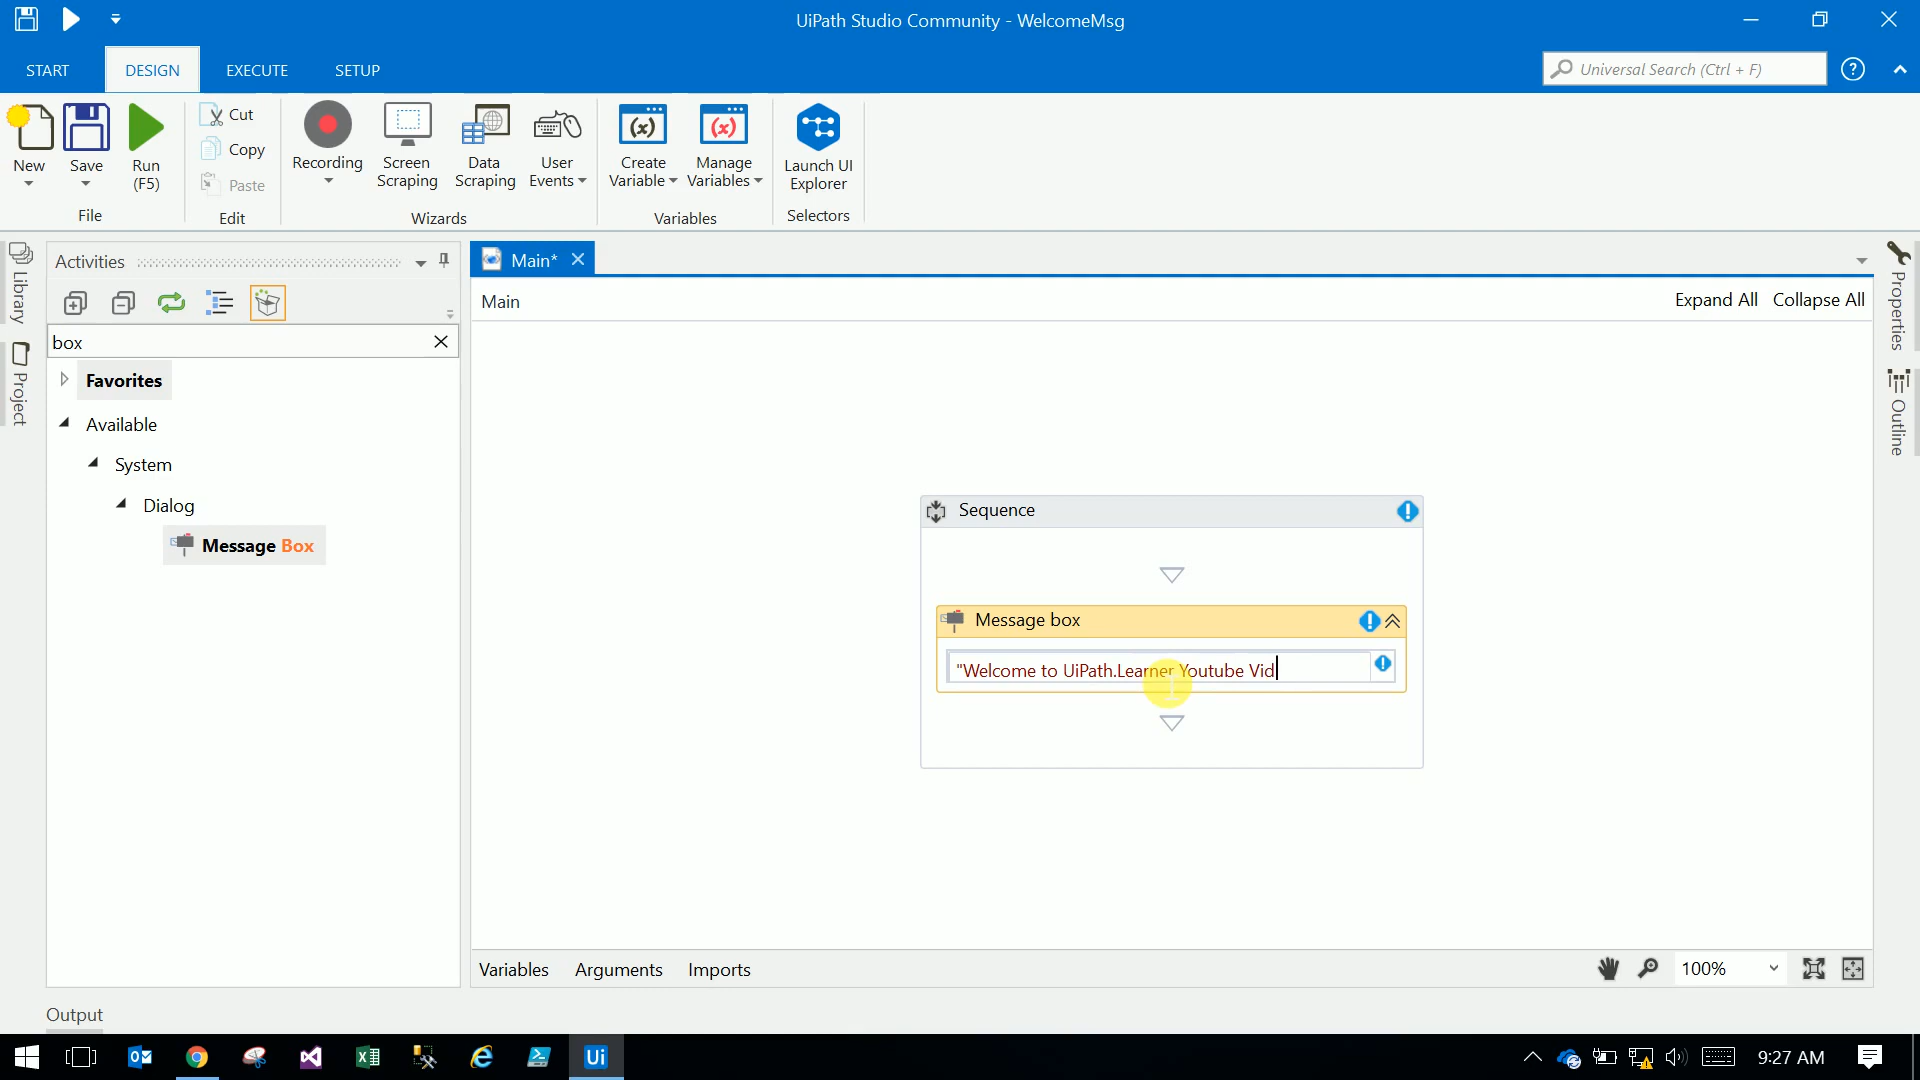 UiPath Studio Community - WelcomeMsg
START DESIGN EXECUTE SETUP
Universal Search (Ctrl + F)
New
Save
Run
(F5)
File
Cut
Copy
Paste
Edit
Recording
Screen
Scraping
Data
Scraping
User
Events
Wizards
Create
Variable
Manage
Variables
Variables
Launch UI
Explorer
Selectors
Library
Project
Activities
box
Favorites
Available
System
Dialog
Message Box
Main*
Main
Expand All Collapse All
Sequence
Message box
"Welcome to UiPath.Learner Youtube Vid
Properties
Outline
Variables Arguments Imports
100%
Output
Ui
9:27 AM